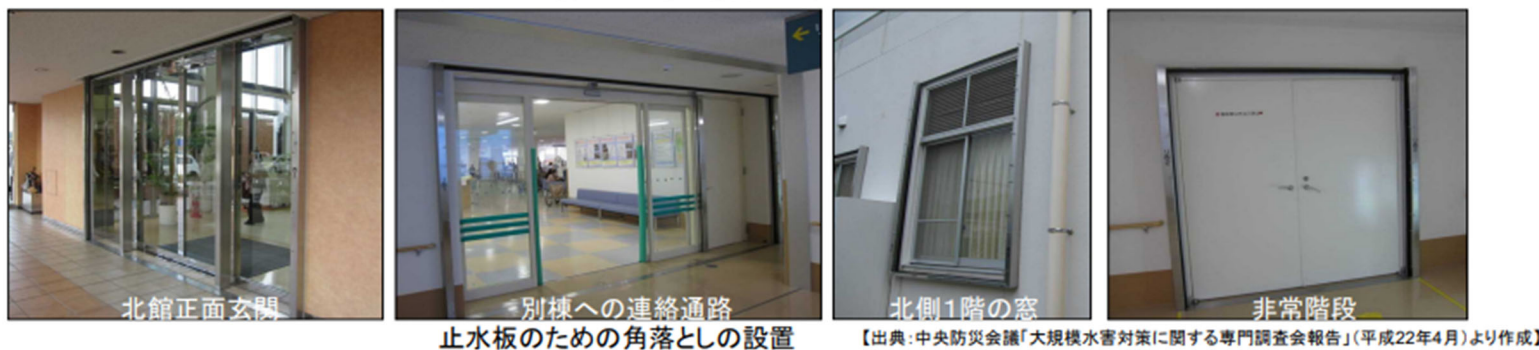 北館正面玄関
別棟への連絡通路
北側1階の窓
非常階段
止水板のための角落としの設置
【出典:中央防災会議「大規模水害対策に関する専門調査会報告」(平成22年4月)より作成】